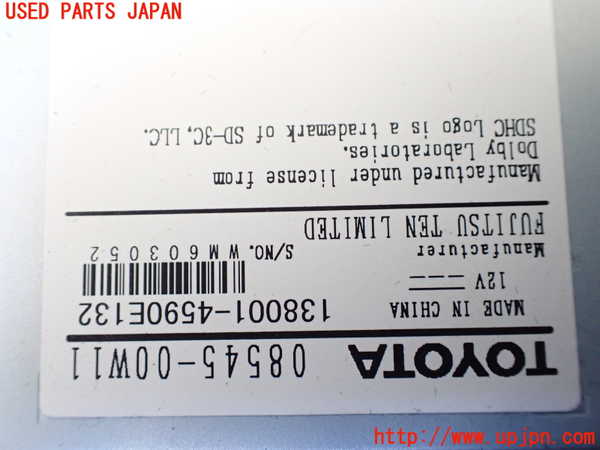 USED PARTS JAPAN
TOYOTA 08545-00W11
MADE IN CHINA 138001-4590E132
12V ⎓
Manufacturer S/NO. WM603052
FUJITSU TEN LIMITED
Manufactured under license from
Dolby Laboratories.
SDHC Logo is a trademark of SD-3C, LLC.
http://www.upjpn.com/